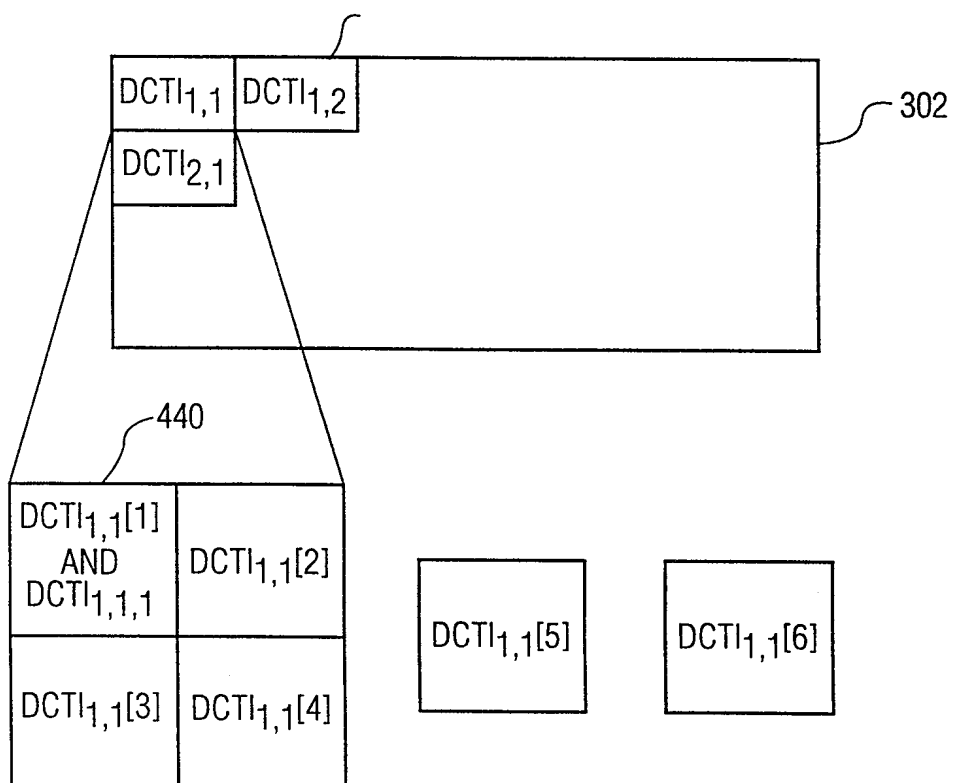 DCTI1,1 DCTI1,2
302
DCTI2,1
440
DCTI1,1[1]
AND
DCTI1,1,1
DCTI1,1[2]
DCTI1,1[5]
DCTI1,1[6]
DCTI1,1[3]
DCTI1,1[4]